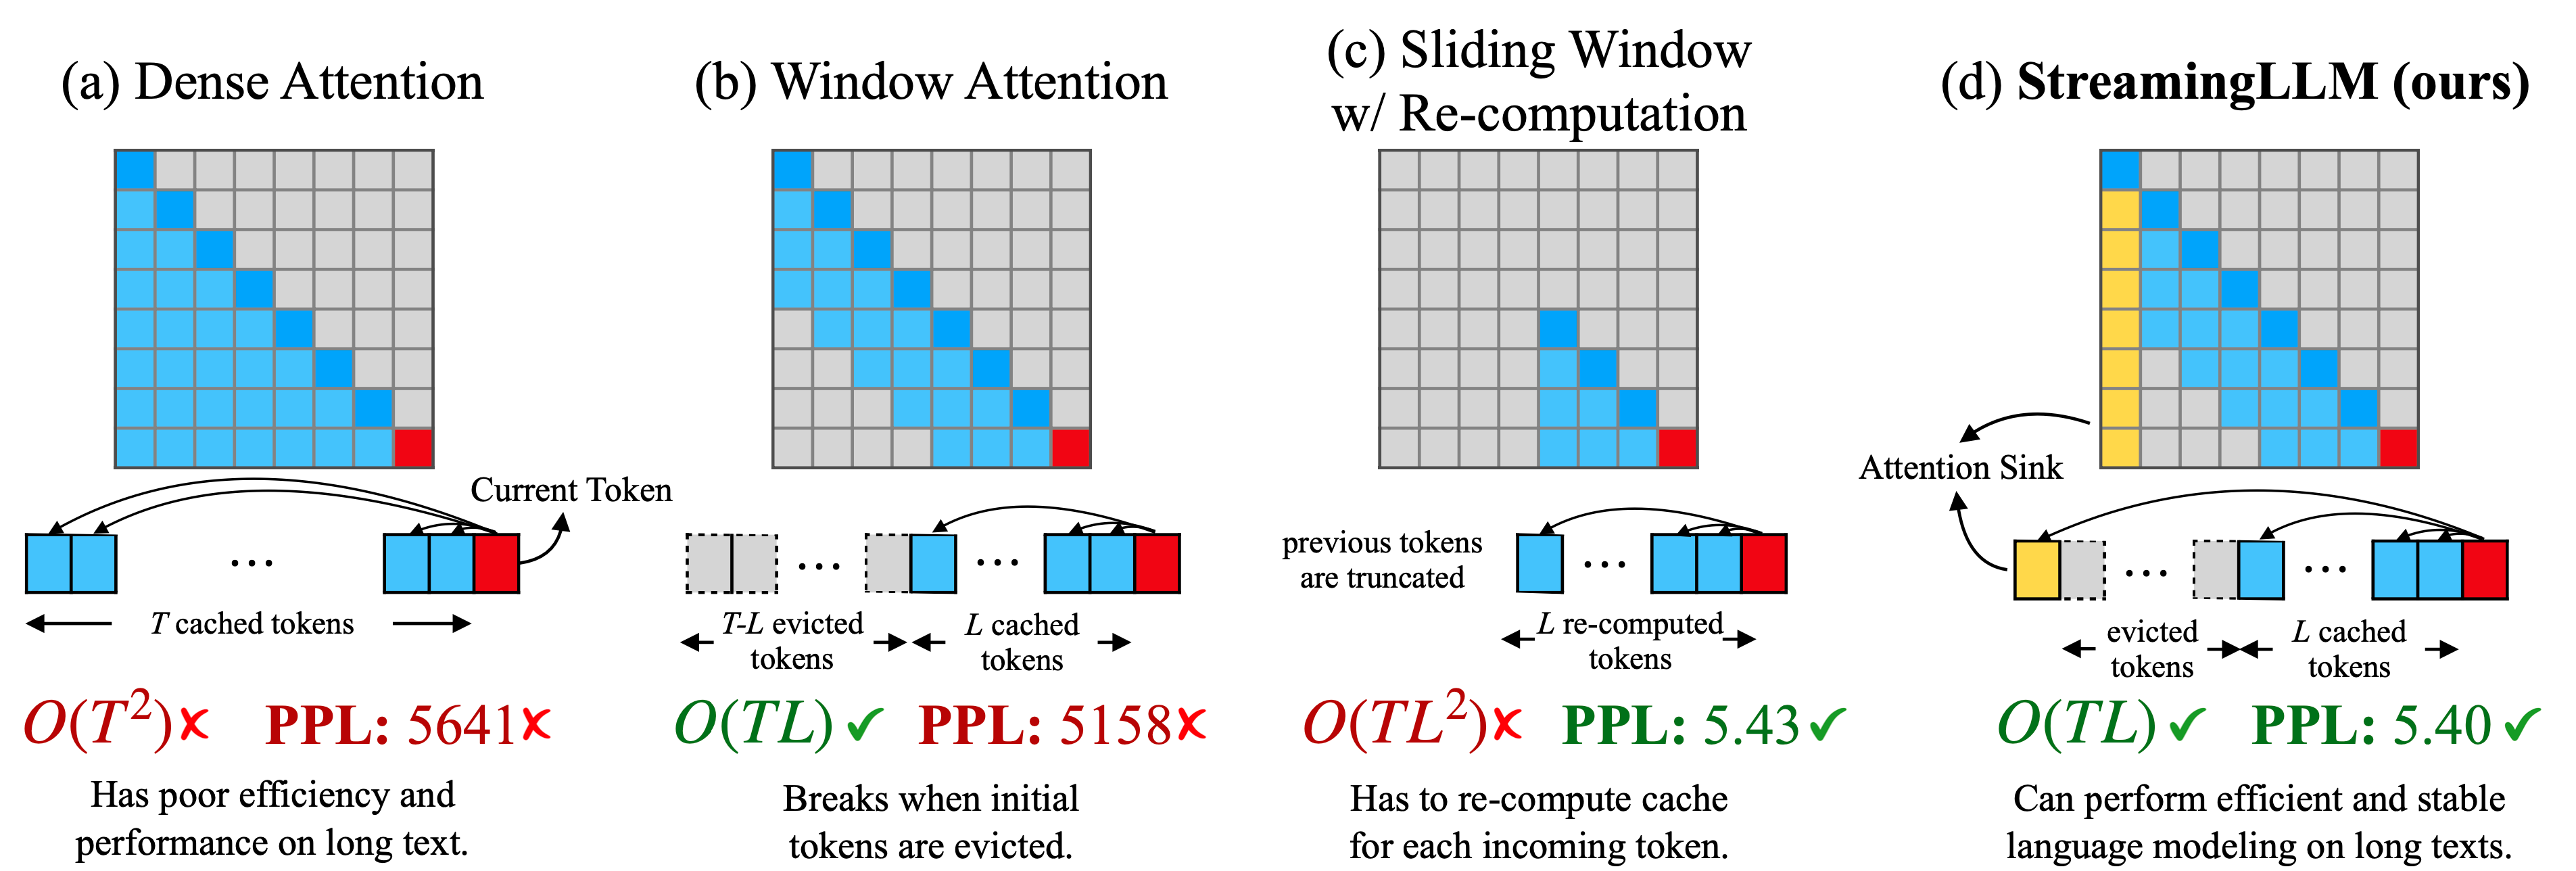 (a) Dense Attention
Current Token
...
T cached tokens
O(T²)✗ PPL: 5641✗
Has poor efficiency and
performance on long text.
(b) Window Attention
... ...
T-L evicted
tokens
L cached
tokens
O(TL) ✓ PPL: 5158✗
Breaks when initial
tokens are evicted.
(c) Sliding Window
w/ Re-computation
previous tokens
are truncated
...
L re-computed
tokens
O(TL²)✗ PPL: 5.43✓
Has to re-compute cache
for each incoming token.
(d) StreamingLLM (ours)
Attention Sink
... ...
evicted
tokens
L cached
tokens
O(TL) ✓ PPL: 5.40 ✓
Can perform efficient and stable
language modeling on long texts.